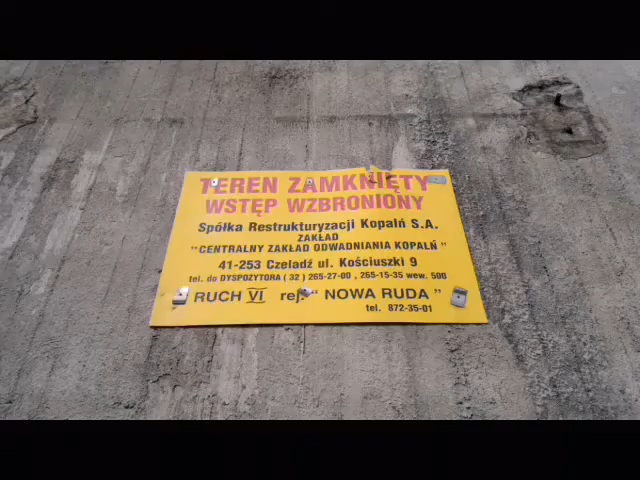 TEREN ZAMKNIĘTY
WSTĘP WZBRONIONY
Spółka Restrukturyzacji Kopalń S.A.
ZAKŁAD
"CENTRALNY ZAKŁAD ODWADNIANIA KOPALŃ"
41-253 Czeladź ul. Kościuszki 9
tel. do DYSPOZYTORA ( 32 ) 265-27-00 , 265-15-35 wew. 500
RUCH VI rej. " NOWA RUDA "
tel. 872-35-01